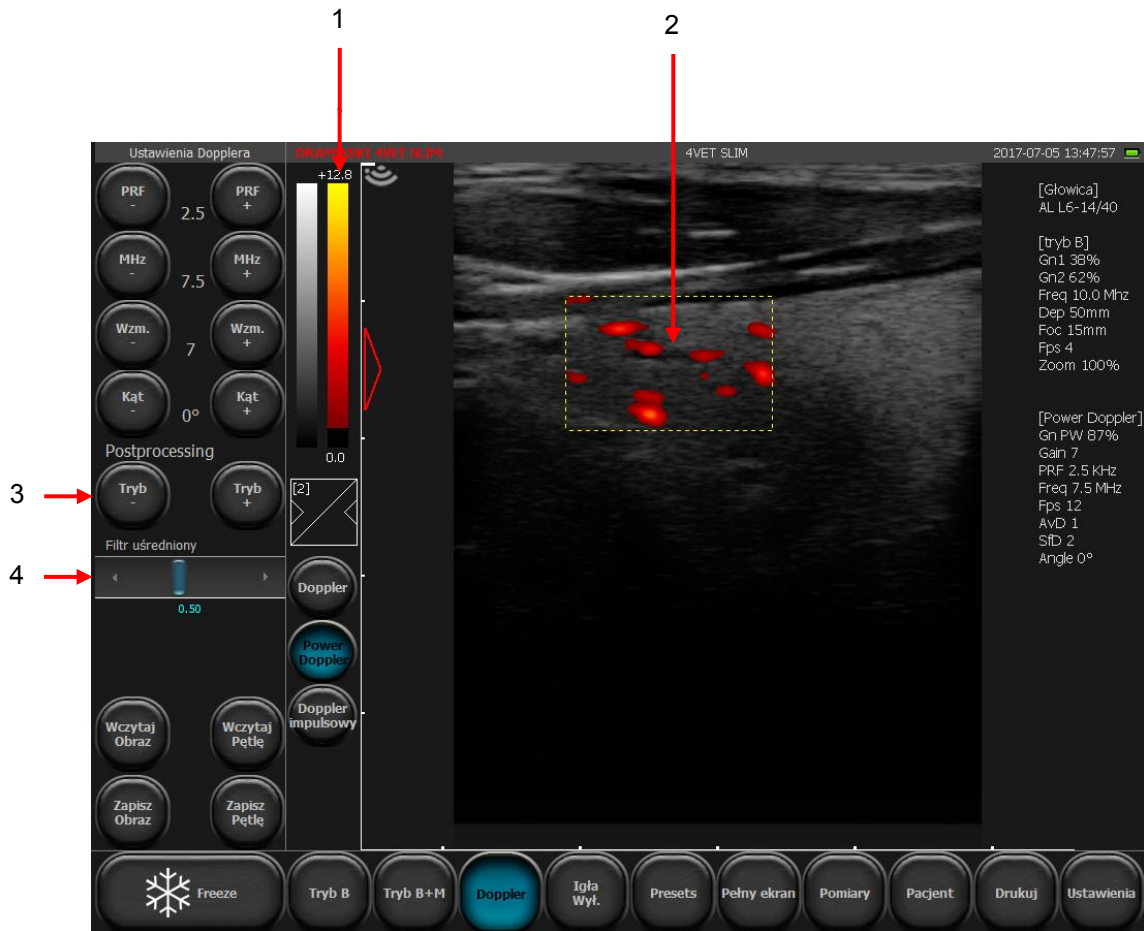 1
2
Ustawienia Dopplera
DRAMIŃSKI 4VET SLIM
4VET SLIM
2017-07-05 13:47:57
PRF
-
2.5
PRF
+
MHz
-
7.5
MHz
+
Wzm.
-
7
Wzm.
+
Kąt
-
0°
Kąt
+
Postprocessing
3
Tryb
-
Tryb
+
Filtr uśredniony
4
0.50
Wczytaj
Obraz
Wczytaj
Pętlę
Zapisz
Obraz
Zapisz
Pętlę
+12.8
0.0
[2]
Doppler
Power
Doppler
Doppler
impulsowy
[Głowica]
AL L6-14/40
[tryb B]
Gn1 38%
Gn2 62%
Freq 10.0 Mhz
Dep 50mm
Foc 15mm
Fps 4
Zoom 100%
[Power Doppler]
Gn PW 87%
Gain 7
PRF 2.5 KHz
Freq 7.5 MHz
Fps 12
AvD 1
SfD 2
Angle 0°
Freeze
Tryb B
Tryb B+M
Doppler
Igła
Wył.
Presets
Pełny ekran
Pomiary
Pacjent
Drukuj
Ustawienia